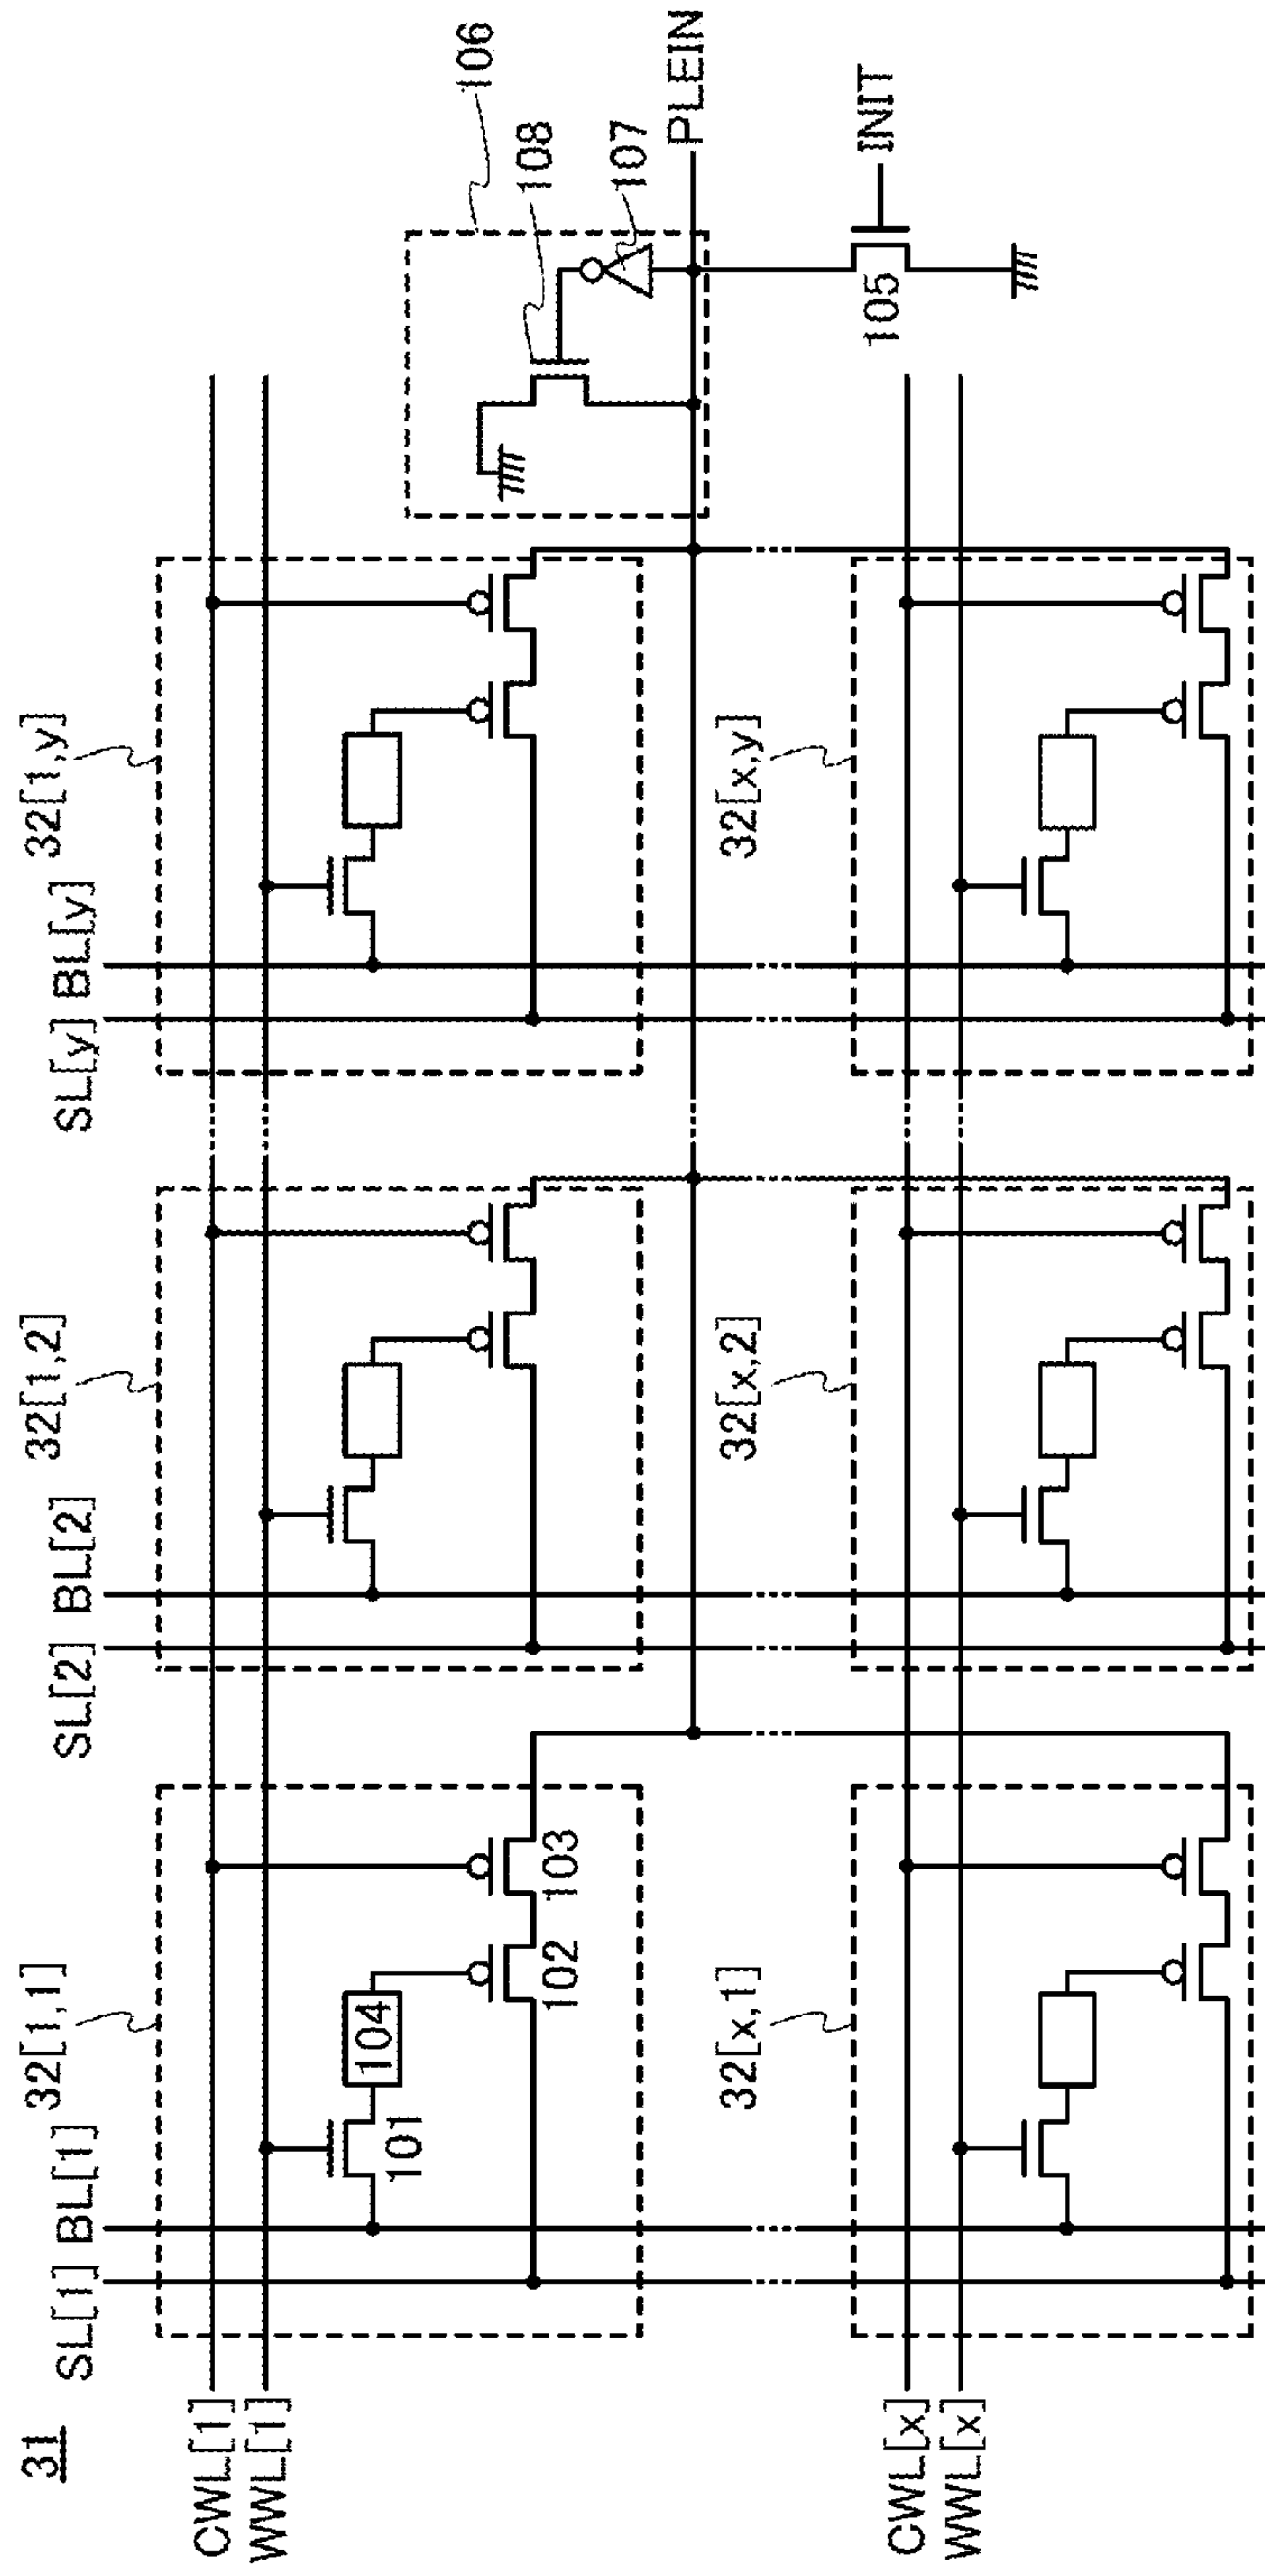 31
SL[1] BL[1]
32[1,1]
SL[2] BL[2]
32[1,2]
SL[y] BL[y]
32[1,y]
CWL[1]
WWL[1]
101
104
102
103
106
108
107
PLEIN
32[x,1]
32[x,2]
32[x,y]
105
INIT
CWL[x]
WWL[x]